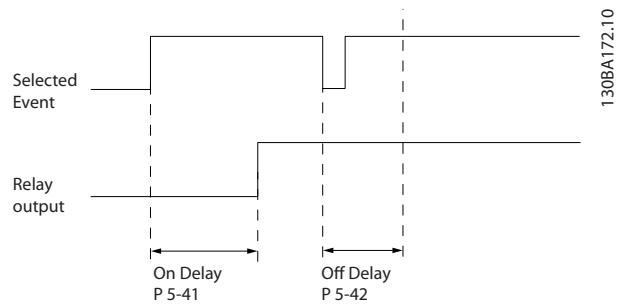 130BA172.10
Selected
Event
Relay
output
On Delay
P 5-41
Off Delay
P 5-42